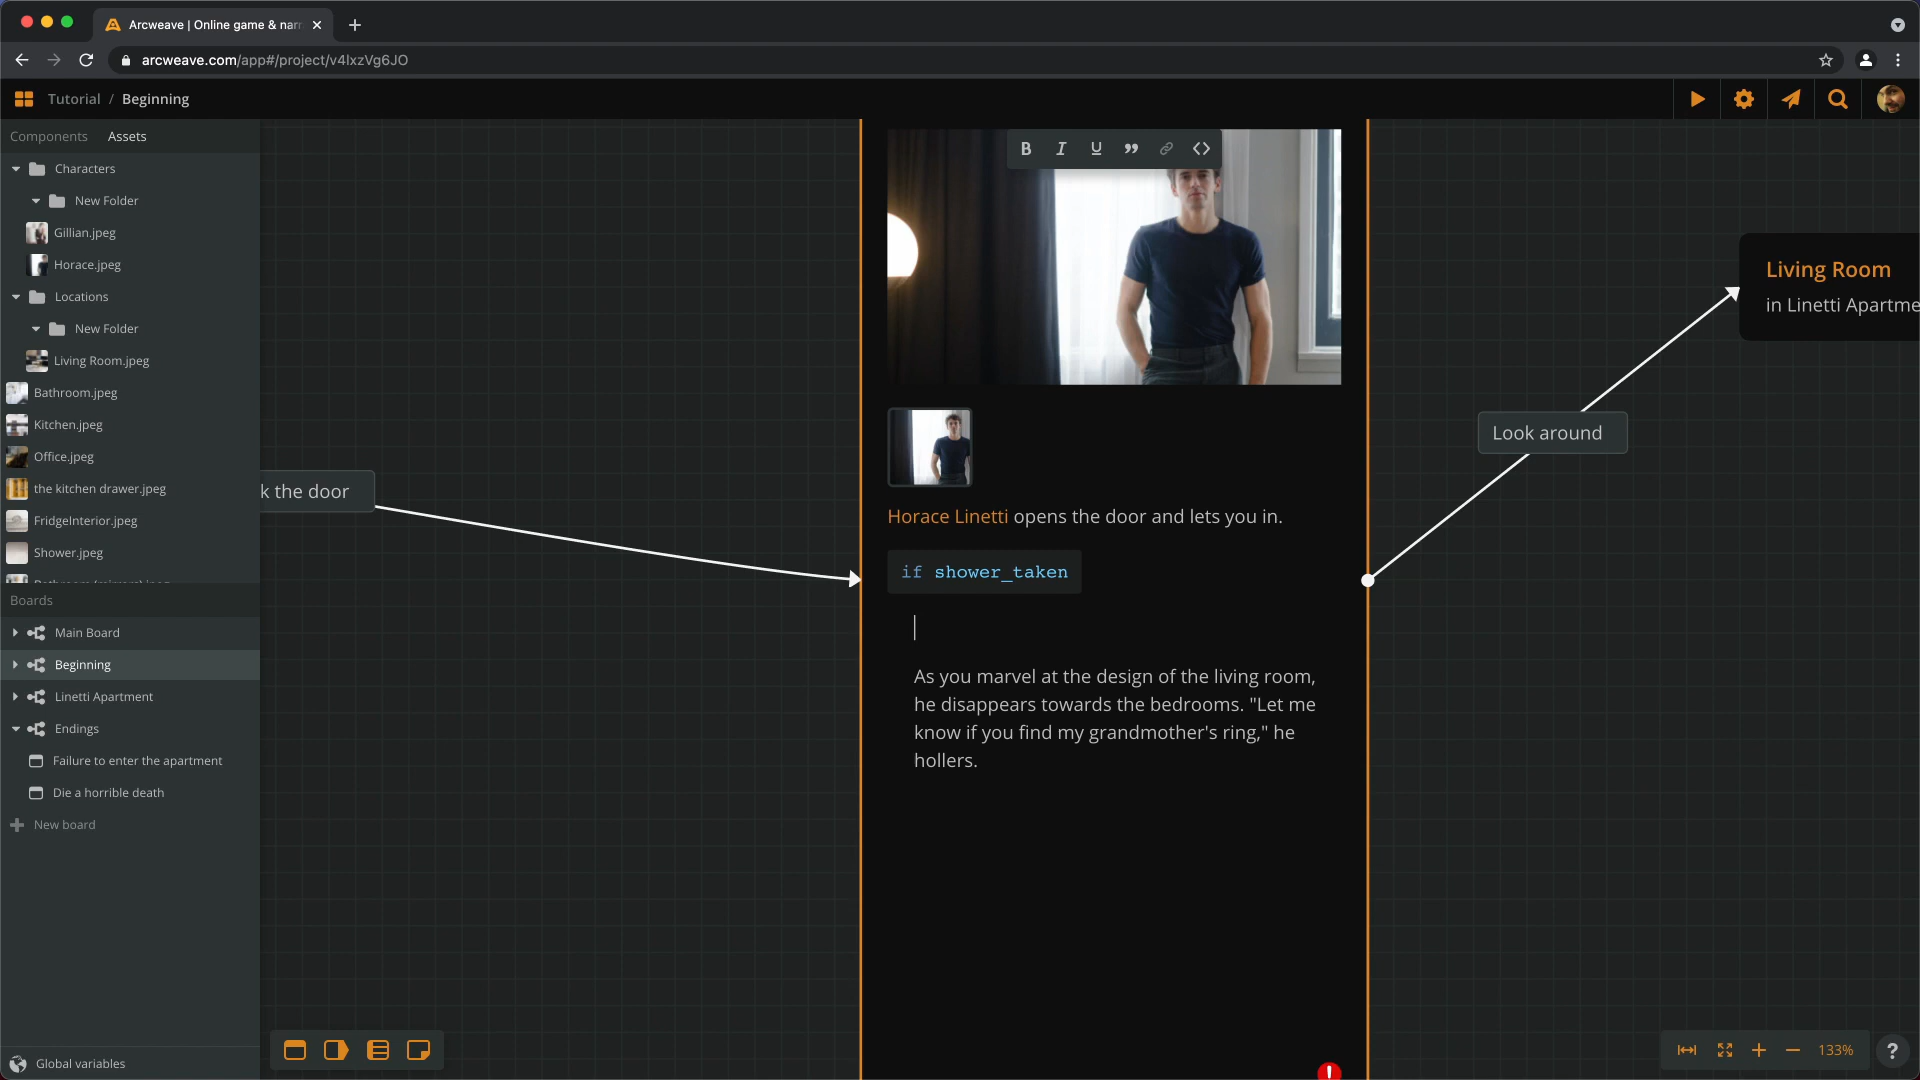 Arcweave | Online game & nar
arcweave.com/app#/project/v4lxzVg6JO
Tutorial / Beginning
Components Assets
Characters
New Folder
Gillian.jpeg
Horace.jpeg
Locations
New Folder
Living Room.jpeg
Bathroom.jpeg
Kitchen.jpeg
Office.jpeg
the kitchen drawer.jpeg
FridgeInterior.jpeg
Shower.jpeg
Boards
Main Board
Beginning
Linetti Apartment
Endings
Failure to enter the apartment
Die a horrible death
New board
Global variables
k the door
B I U
Horace Linetti opens the door and lets you in.
if shower_taken
As you marvel at the design of the living room,
he disappears towards the bedrooms. "Let me
know if you find my grandmother's ring," he
hollers.
Look around
Living Room
in Linetti Apartme
133%
?